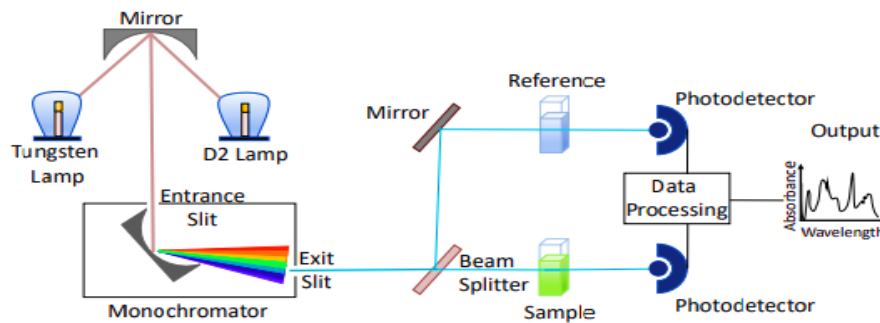 Mirror
Tungsten
Lamp
D2 Lamp
Entrance
Slit
Exit
Slit
Monochromator
Mirror
Beam
Splitter
Reference
Sample
Photodetector
Data
Processing
Photodetector
Output
Absorbance
Wavelength